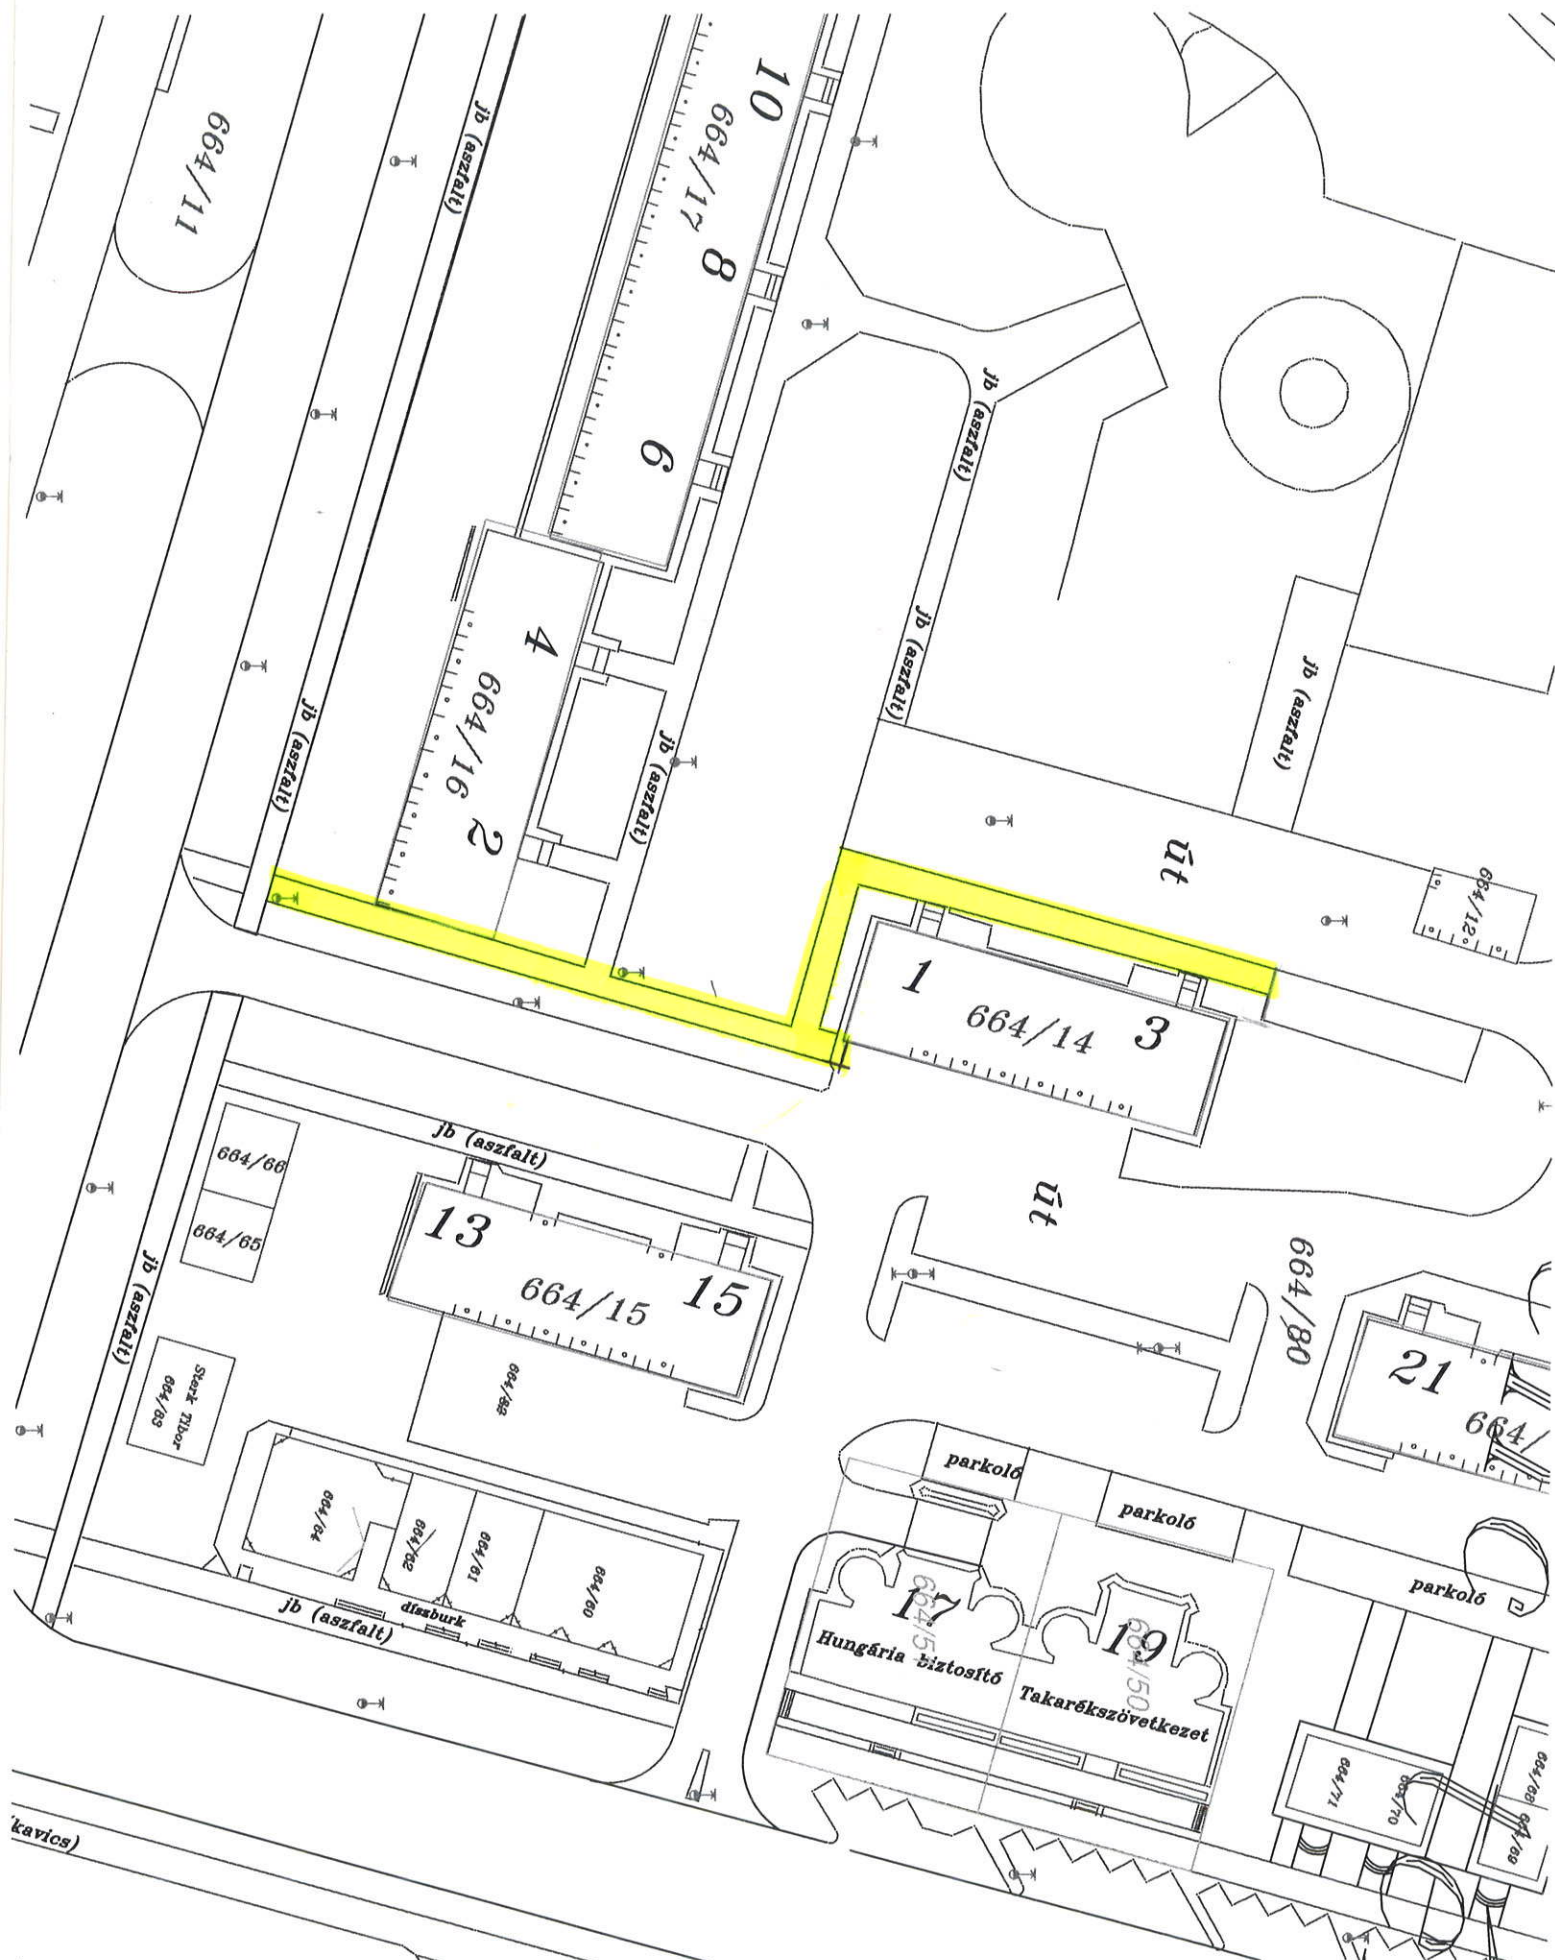 10
664/17
8
6
664/11
jb (aszfalt)
jb (aszfalt)
4
664/16
2
jb (aszfalt)
jb (aszfalt)
jb (aszfalt)
jb (aszfalt)
út
664/12
1
664/14
3
út
664/80
664/66
664/65
jb (aszfalt)
13
664/15
15
jb (aszfalt)
Sterk Tibor
664/63
21
664/
parkoló
parkoló
parkoló
664/64
664/62
664/61
664/60
díszburk
jb (aszfalt)
17
Hungária biztosító
19
664/50
Takarékszövetkezet
664/71
664/70
664/68
664/69
kavics)